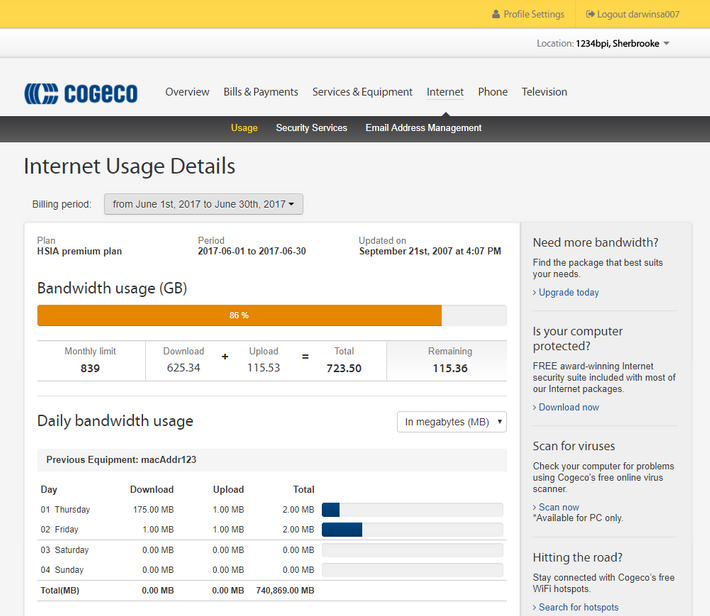 Profile Settings Logout darwinsa007
Location: 1234bpi, Sherbrooke
COGECO Overview Bills & Payments Services & Equipment Internet Phone Television
Usage Security Services Email Address Management
Internet Usage Details
Billing period: from June 1st, 2017 to June 30th, 2017
Plan Period Updated on
HSIA premium plan 2017-06-01 to 2017-06-30 September 21st, 2007 at 4:07 PM
Bandwidth usage (GB)
86 %
Monthly limit Download Upload Total Remaining
839 625.34 + 115.53 = 723.50 115.36
Daily bandwidth usage In megabytes (MB)
Previous Equipment: macAddr123
Day Download Upload Total
01 Thursday 175.00 MB 1.00 MB 2.00 MB
02 Friday 1.00 MB 1.00 MB 2.00 MB
03 Saturday 0.00 MB 0.00 MB 0.00 MB
04 Sunday 0.00 MB 0.00 MB 0.00 MB
Total(MB) 0.00 MB 0.00 MB 740,869.00 MB
Need more bandwidth?
Find the package that best suits
your needs.
> Upgrade today
Is your computer
protected?
FREE award-winning Internet
security suite included with most of
our Internet packages.
> Download now
Scan for viruses
Check your computer for problems
using Cogeco's free online virus
scanner.
> Scan now
*Available for PC only.
Hitting the road?
Stay connected with Cogeco's free
WiFi hotspots.
> Search for hotspots